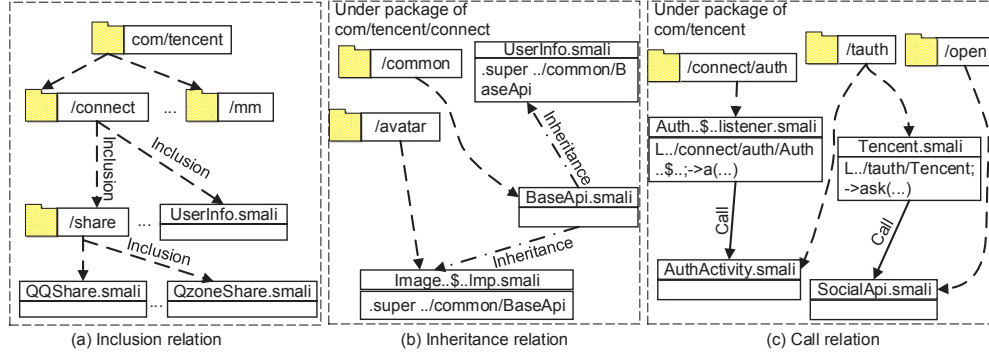 com/tencent
/connect
...
/mm
Inclusion
Inclusion
/share
...
UserInfo.smali
Inclusion
QQShare.smali
...
QzoneShare.smali
(a) Inclusion relation
Under package of
com/tencent/connect
/common
UserInfo.smali
.super ../common/B
aseApi
/avatar
Inheritance
BaseApi.smali
Inheritance
Image..$..Imp.smali
.super ../common/BaseApi
(b) Inheritance relation
Under package of
com/tencent
/tauth
/open
/connect/auth
Auth..$..listener.smali
L../connect/auth/Auth
..$..;->a(...)
Tencent.smali
L../tauth/Tencent;
->ask(...)
Call
Call
AuthActivity.smali
SocialApi.smali
(c) Call relation